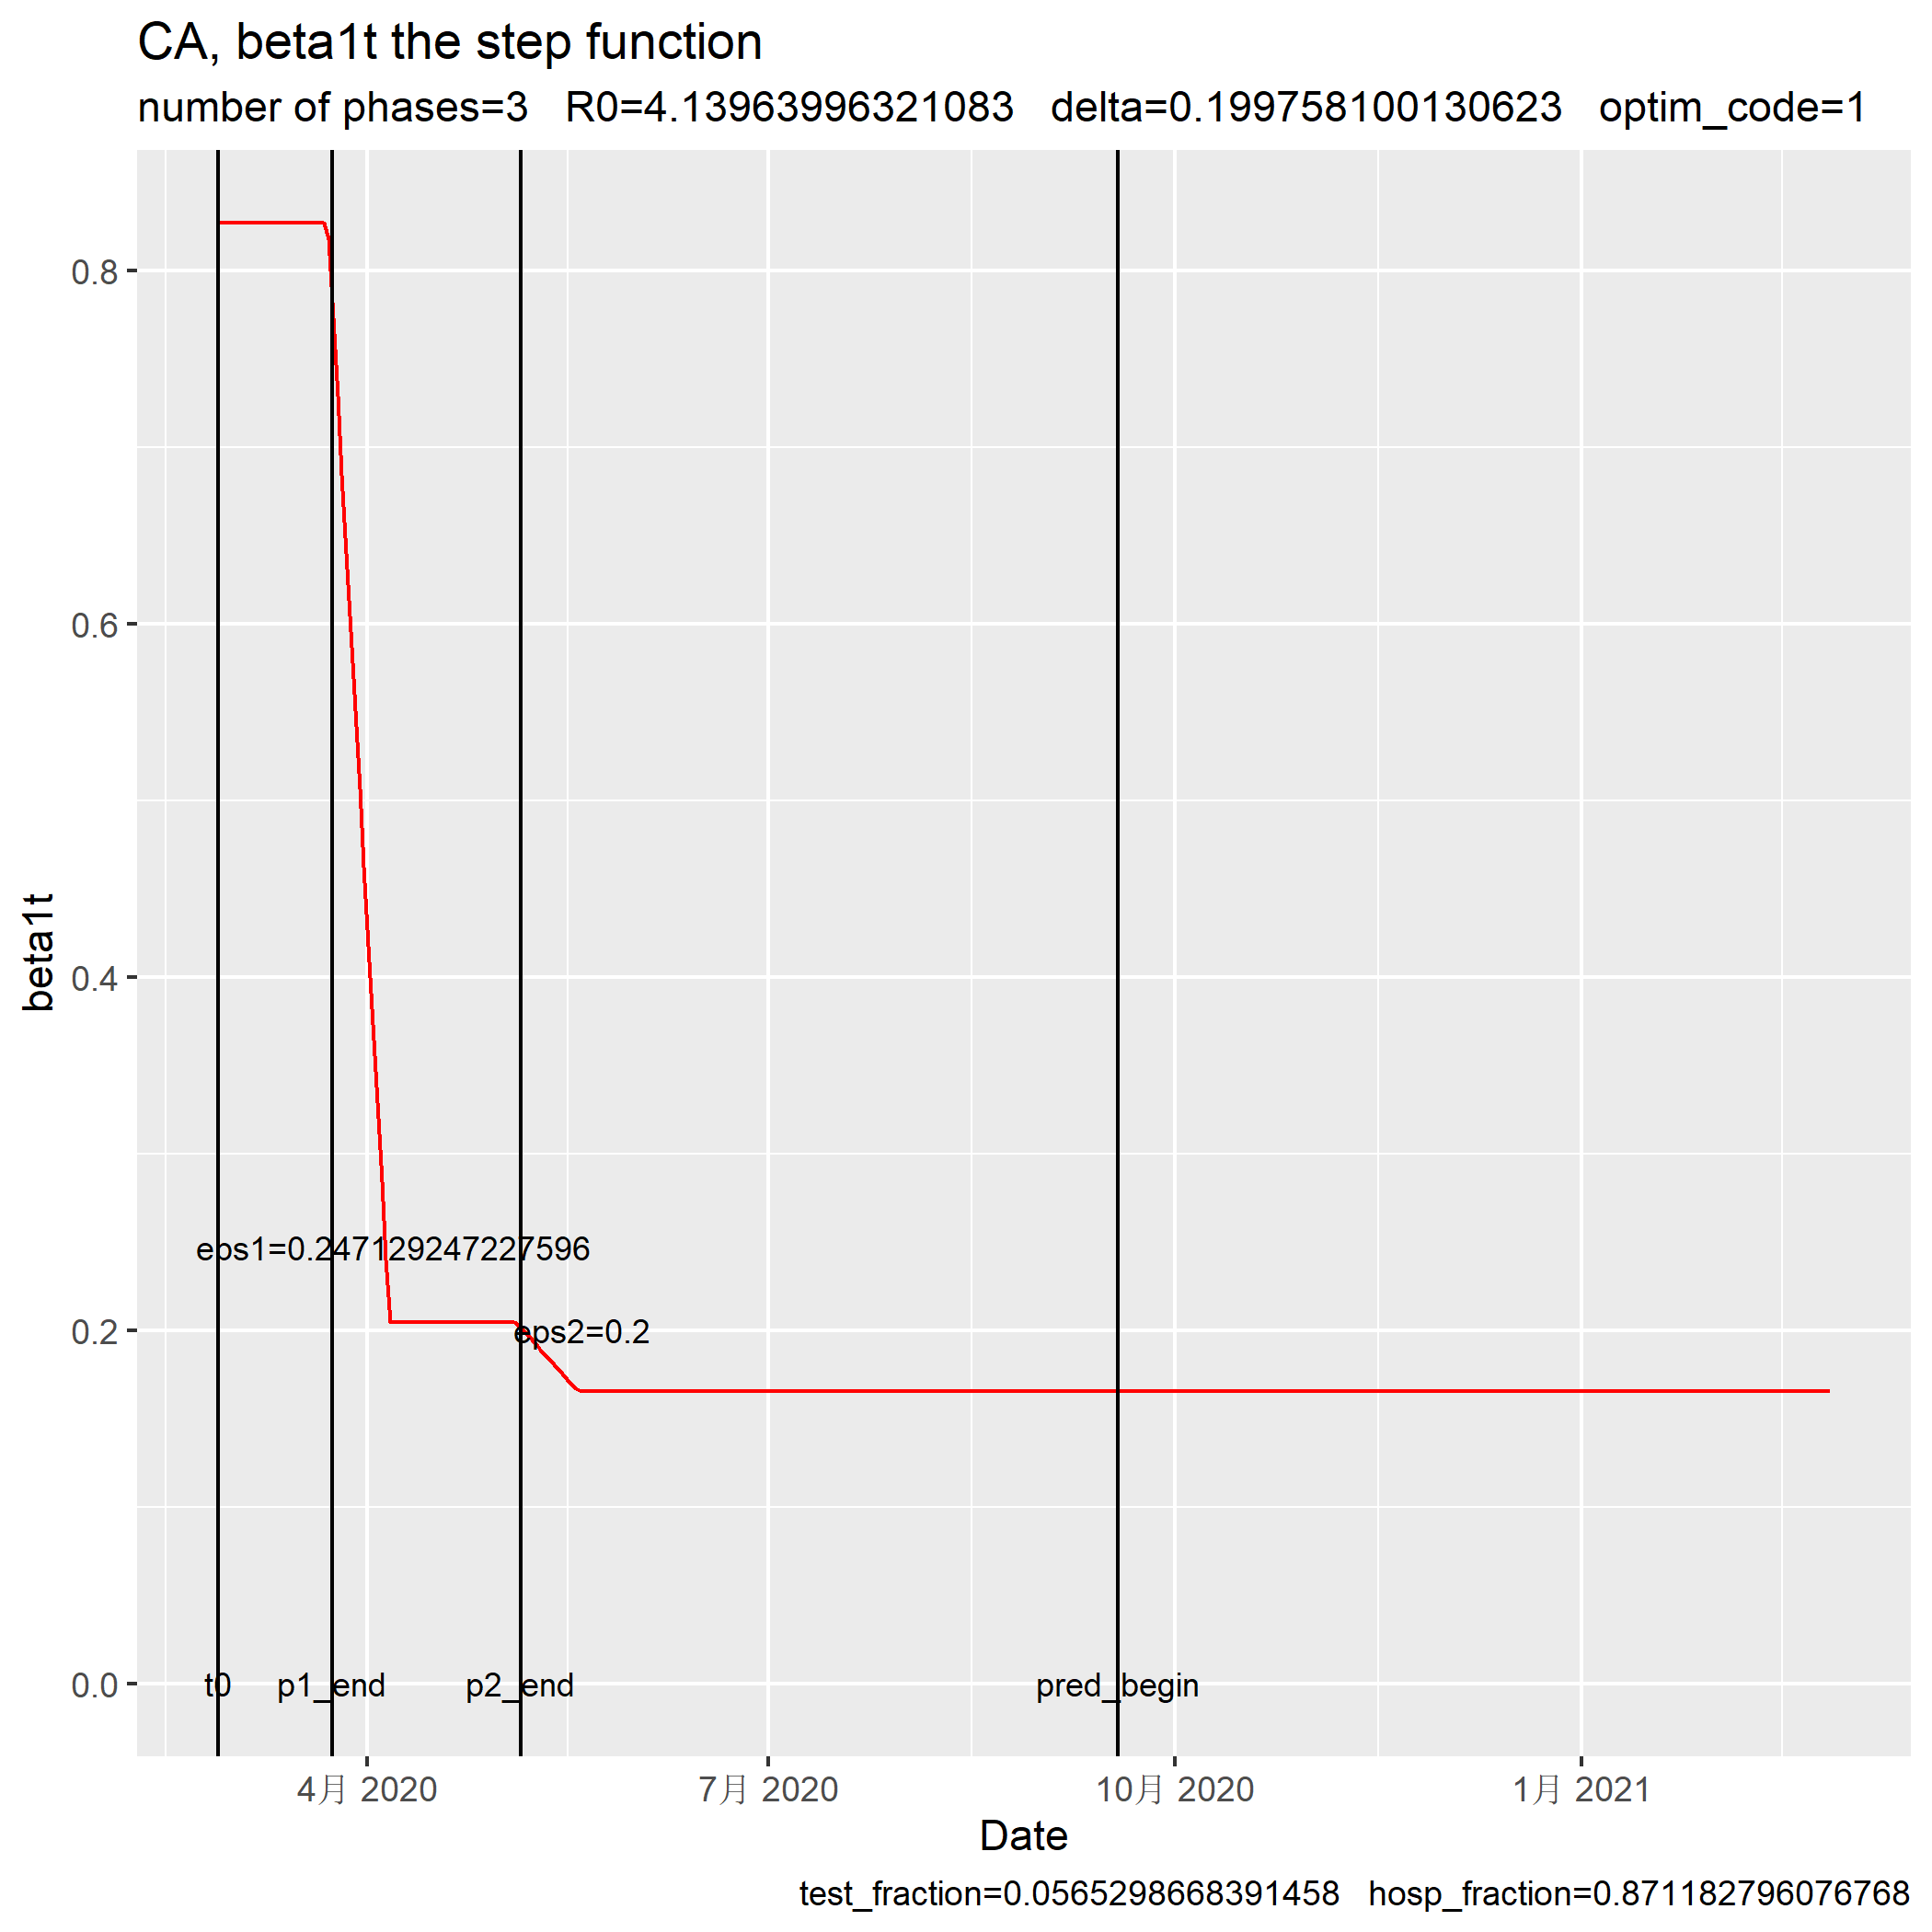 CA, beta1t the step function
number of phases=3 R0=4.13963996321083 delta=0.199758100130623 optim_code=1
beta1t
0.8
0.6
0.4
0.2
0.0
eps1=0.247129247227596
eps2=0.2
t0 p1_end p2_end pred_begin
4月 2020 7月 2020 10月 2020 1月 2021
Date
test_fraction=0.0565298668391458 hosp_fraction=0.871182796076768